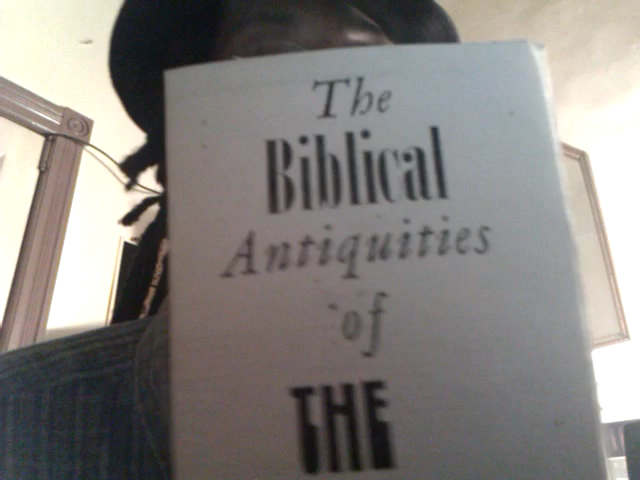 The
Biblical
Antiquities
of
THE